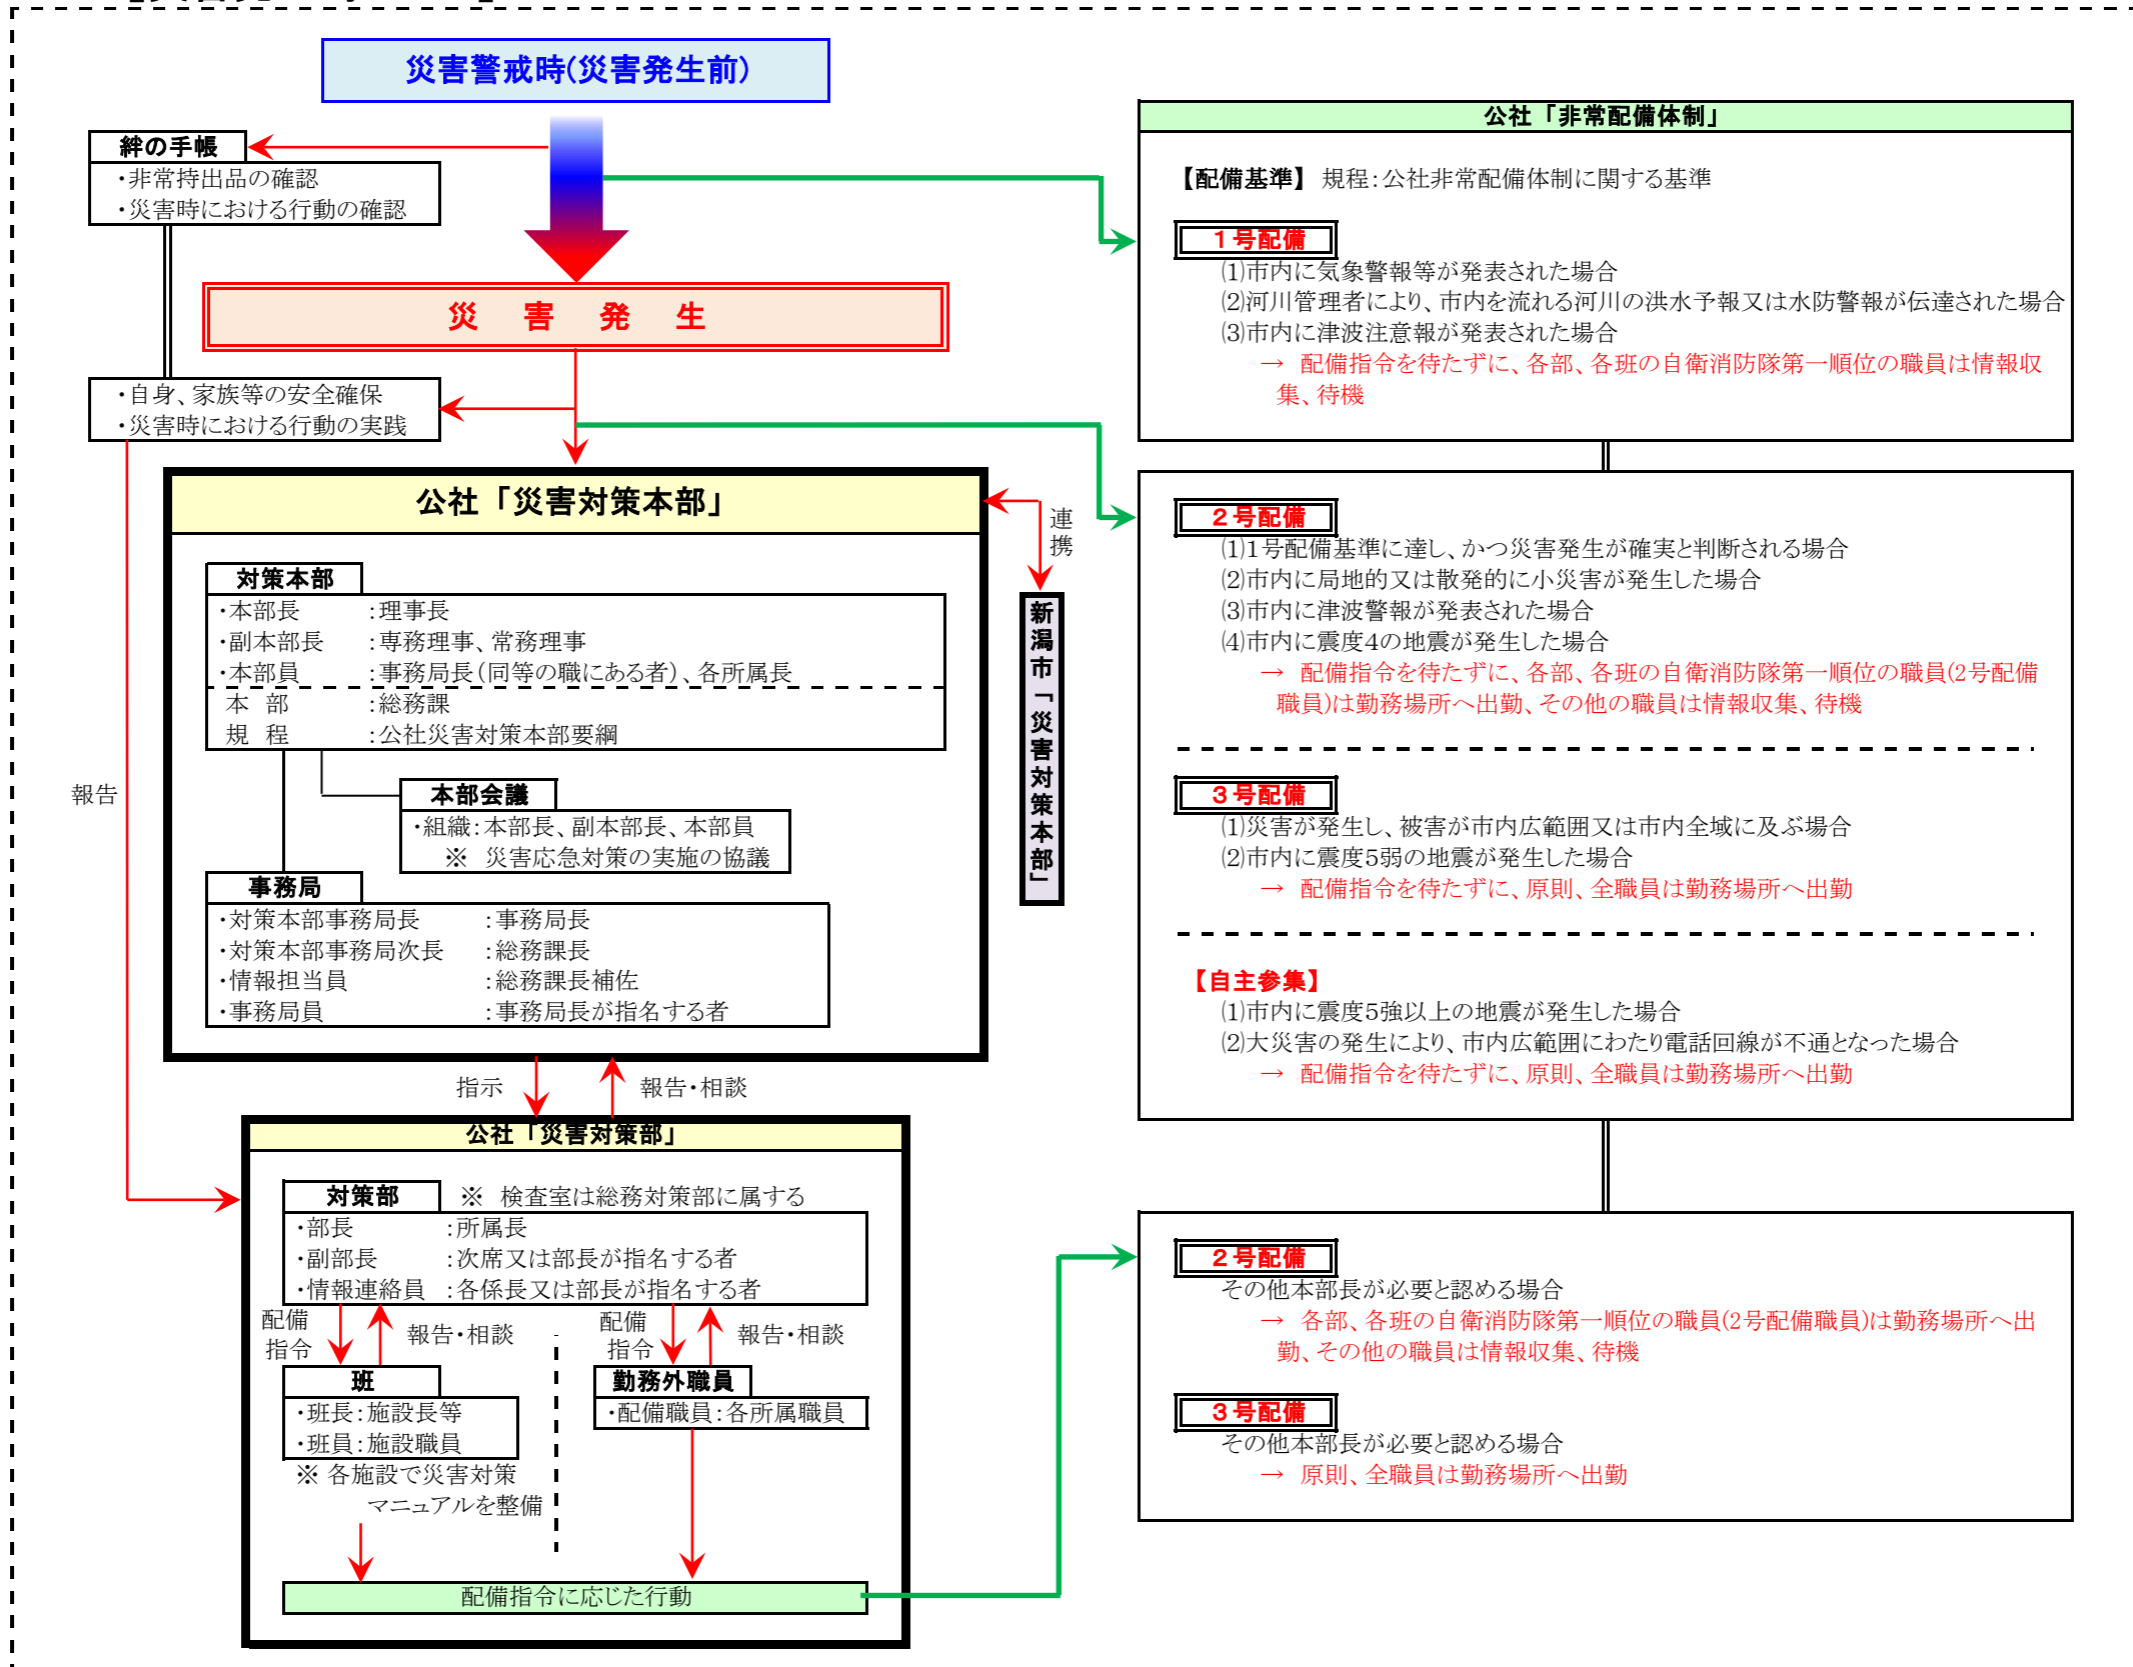 災害警戒時(災害発生前)
絆の手帳
・非常持出品の確認
・災害時における行動の確認
災 害 発 生
・自身、家族等の安全確保
・災害時における行動の実践
報告
公社「災害対策本部」
対策本部
・本部長 :理事長
・副本部長 :専務理事、常務理事
・本部員 :事務局長(同等の職にある者)、各所属長
本 部 :総務課
規 程 :公社災害対策本部要綱
本部会議
・組織:本部長、副本部長、本部員
※ 災害応急対策の実施の協議
事務局
・対策本部事務局長 :事務局長
・対策本部事務局次長 :総務課長
・情報担当員 :総務課長補佐
・事務局員 :事務局長が指名する者
連携
新潟市「災害対策本部」
指示
報告・相談
公社「災害対策部」
対策部
※ 検査室は総務対策部に属する
・部長 :所属長
・副部長 :次席又は部長が指名する者
・情報連絡員 :各係長又は部長が指名する者
配備
指令
報告・相談
配備
指令
報告・相談
班
・班長:施設長等
・班員:施設職員
※ 各施設で災害対策
マニュアルを整備
勤務外職員
・配備職員:各所属職員
配備指令に応じた行動
公社「非常配備体制」
【配備基準】 規程:公社非常配備体制に関する基準
1号配備
⑴市内に気象警報等が発表された場合
⑵河川管理者により、市内を流れる河川の洪水予報又は水防警報が伝達された場合
⑶市内に津波注意報が発表された場合
→ 配備指令を待たずに、各部、各班の自衛消防隊第一順位の職員は情報収
集、待機
2号配備
⑴1号配備基準に達し、かつ災害発生が確実と判断される場合
⑵市内に局地的又は散発的に小災害が発生した場合
⑶市内に津波警報が発表された場合
⑷市内に震度4の地震が発生した場合
→ 配備指令を待たずに、各部、各班の自衛消防隊第一順位の職員(2号配備
職員)は勤務場所へ出勤、その他の職員は情報収集、待機
3号配備
⑴災害が発生し、被害が市内広範囲又は市内全域に及ぶ場合
⑵市内に震度5弱の地震が発生した場合
→ 配備指令を待たずに、原則、全職員は勤務場所へ出勤
【自主参集】
⑴市内に震度5強以上の地震が発生した場合
⑵大災害の発生により、市内広範囲にわたり電話回線が不通となった場合
→ 配備指令を待たずに、原則、全職員は勤務場所へ出勤
2号配備
その他本部長が必要と認める場合
→ 各部、各班の自衛消防隊第一順位の職員(2号配備職員)は勤務場所へ出
勤、その他の職員は情報収集、待機
3号配備
その他本部長が必要と認める場合
→ 原則、全職員は勤務場所へ出勤